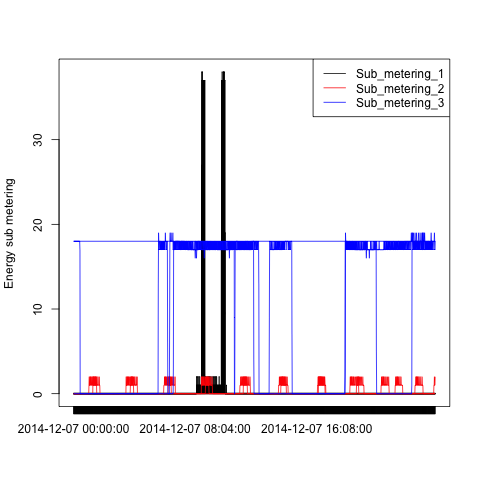 Sub_metering_1
Sub_metering_2
Sub_metering_3
Energy sub metering
30
20
10
0
2014-12-07 00:00:00 2014-12-07 08:04:00 2014-12-07 16:08:00